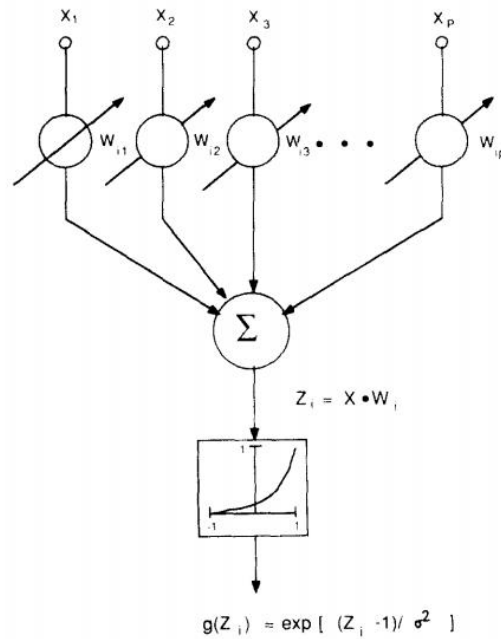 X1 X2 X3 Xp
Wi1 Wi2 Wi3 • • • Wip
Σ
Zi = X • Wi
1
-1 1
g(Zi) = exp[ (Zi -1)/ σ² ]